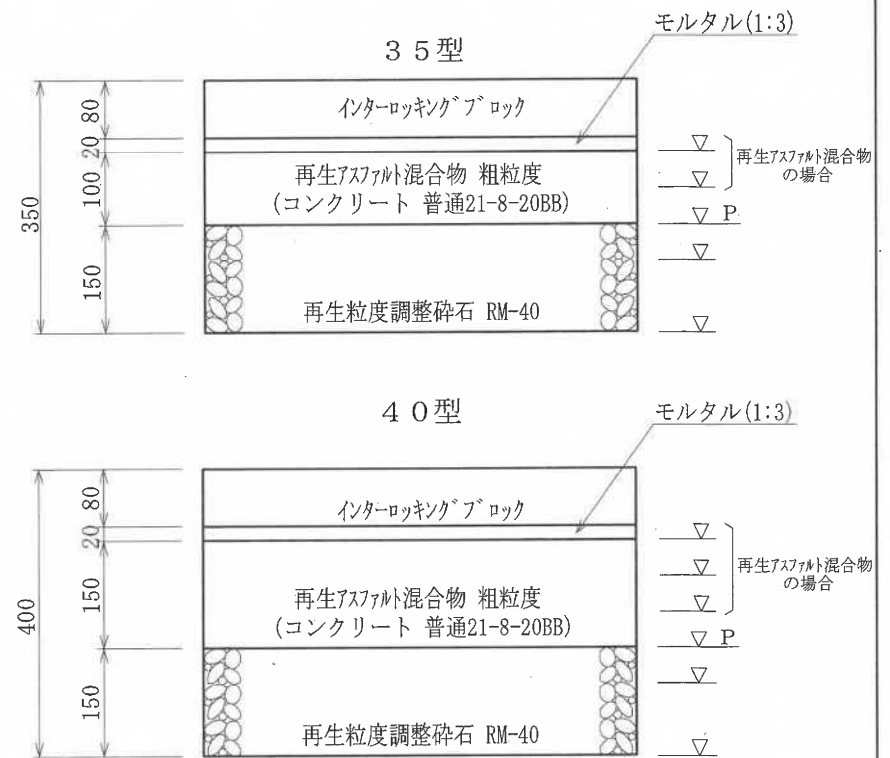 35型
モルタル(1:3)
350
80
20
100
150
インターロッキングブロック
再生アスファルト混合物 粗粒度
(コンクリート 普通21-8-20BB)
再生粒度調整砕石 RM-40
再生アスファルト混合物
の場合
P
40型
モルタル(1:3)
400
80
20
150
150
インターロッキングブロック
再生アスファルト混合物 粗粒度
(コンクリート 普通21-8-20BB)
再生粒度調整砕石 RM-40
再生アスファルト混合物
の場合
P